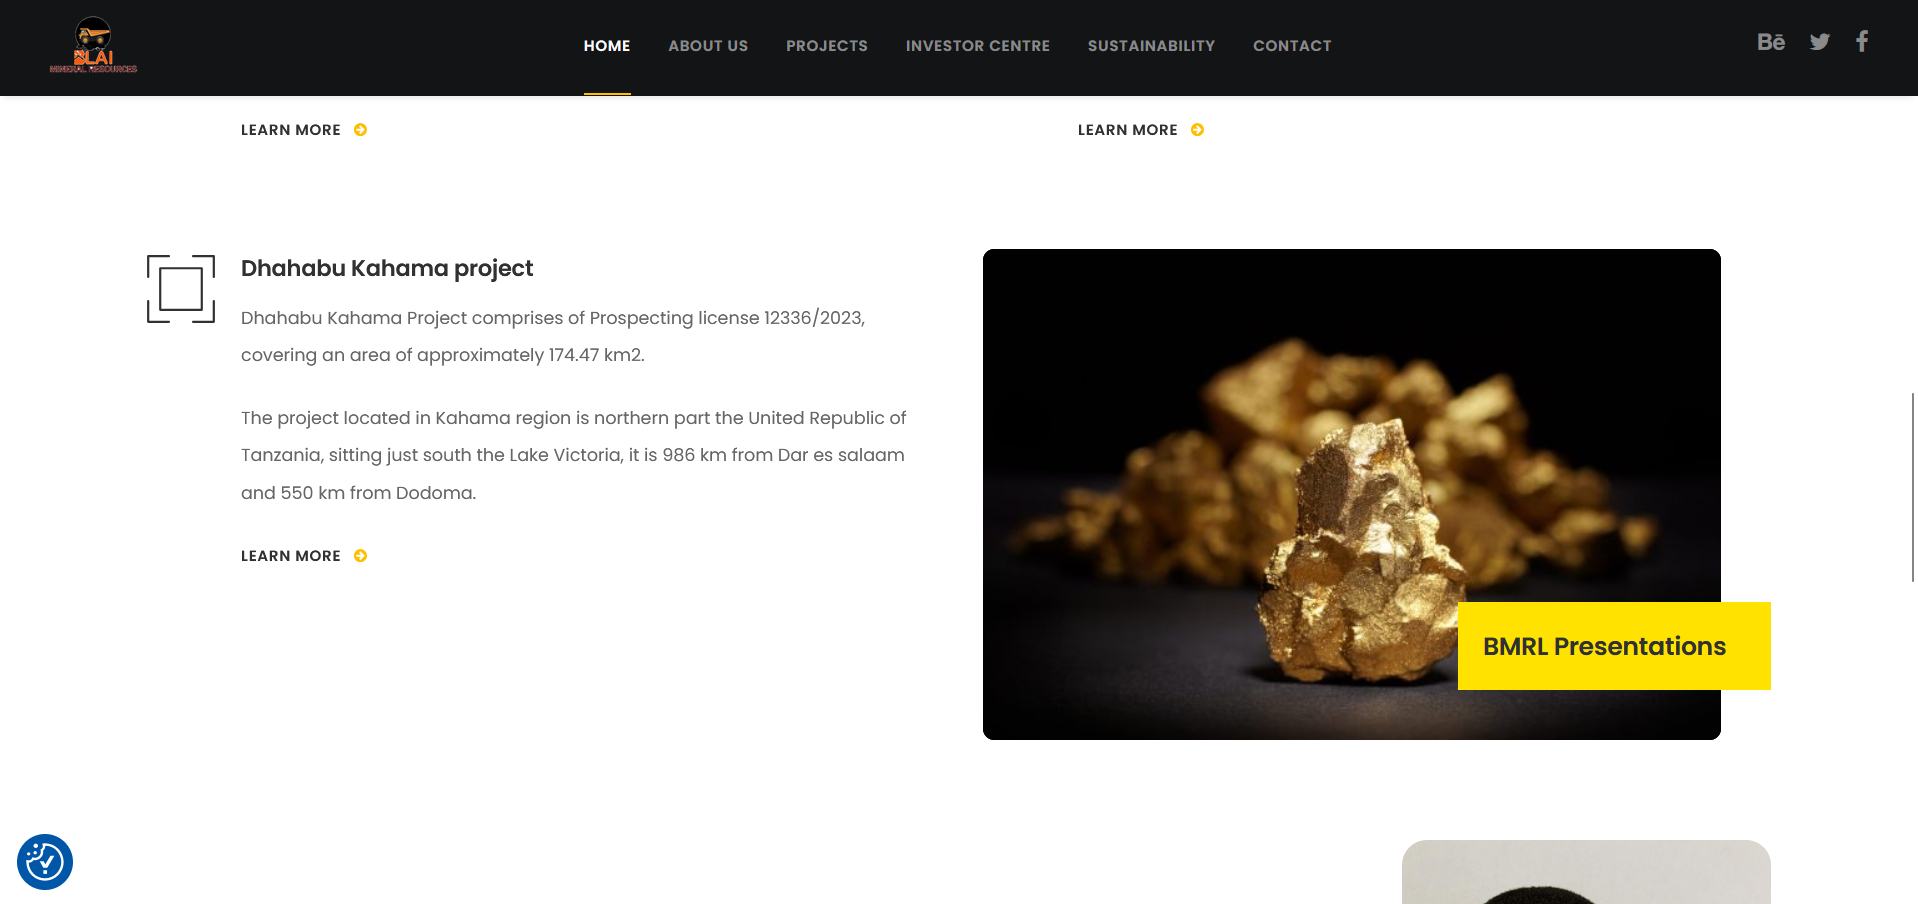 BLAI
MINERAL RESOURCES
HOME
ABOUT US
PROJECTS
INVESTOR CENTRE
SUSTAINABILITY
CONTACT
Bē
LEARN MORE
LEARN MORE
Dhahabu Kahama project
Dhahabu Kahama Project comprises of Prospecting license 12336/2023,
covering an area of approximately 174.47 km2.
The project located in Kahama region is northern part the United Republic of
Tanzania, sitting just south the Lake Victoria, it is 986 km from Dar es salaam
and 550 km from Dodoma.
LEARN MORE
BMRL Presentations